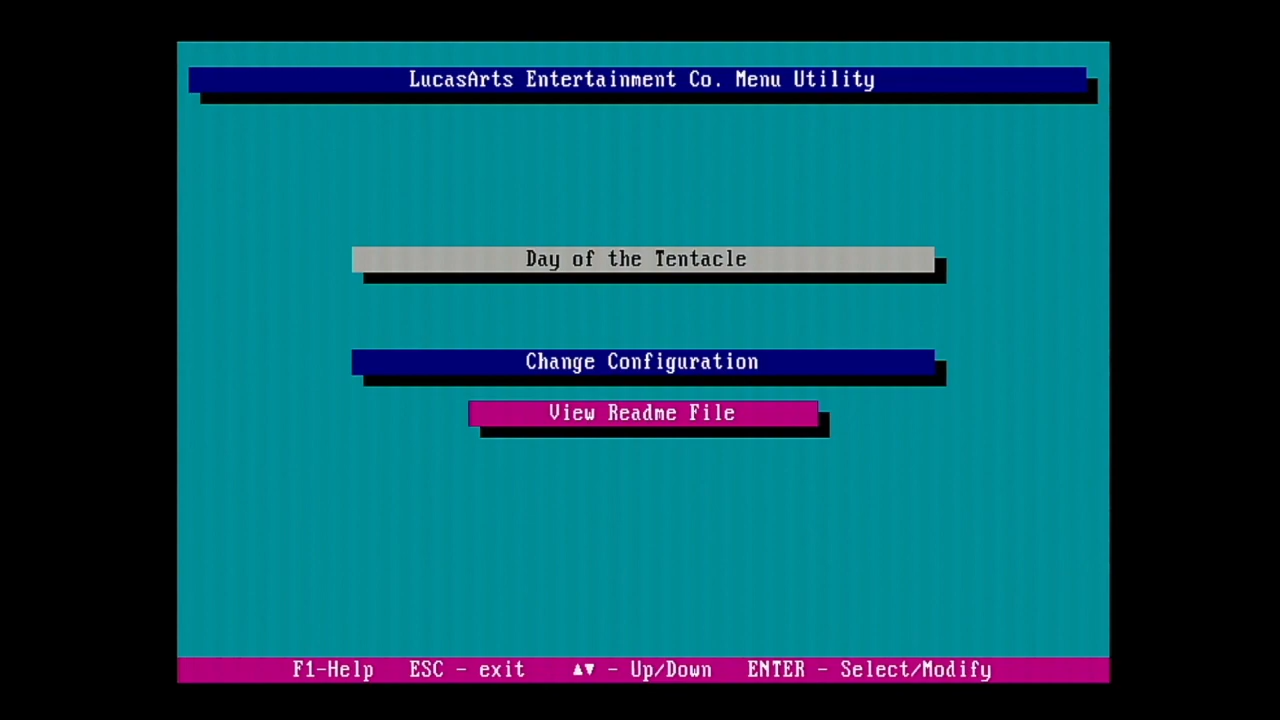 LucasArts Entertainment Co. Menu Utility
Day of the Tentacle
Change Configuration
View Readme File
F1-Help ESC - exit ▲▼ - Up/Down ENTER - Select/Modify